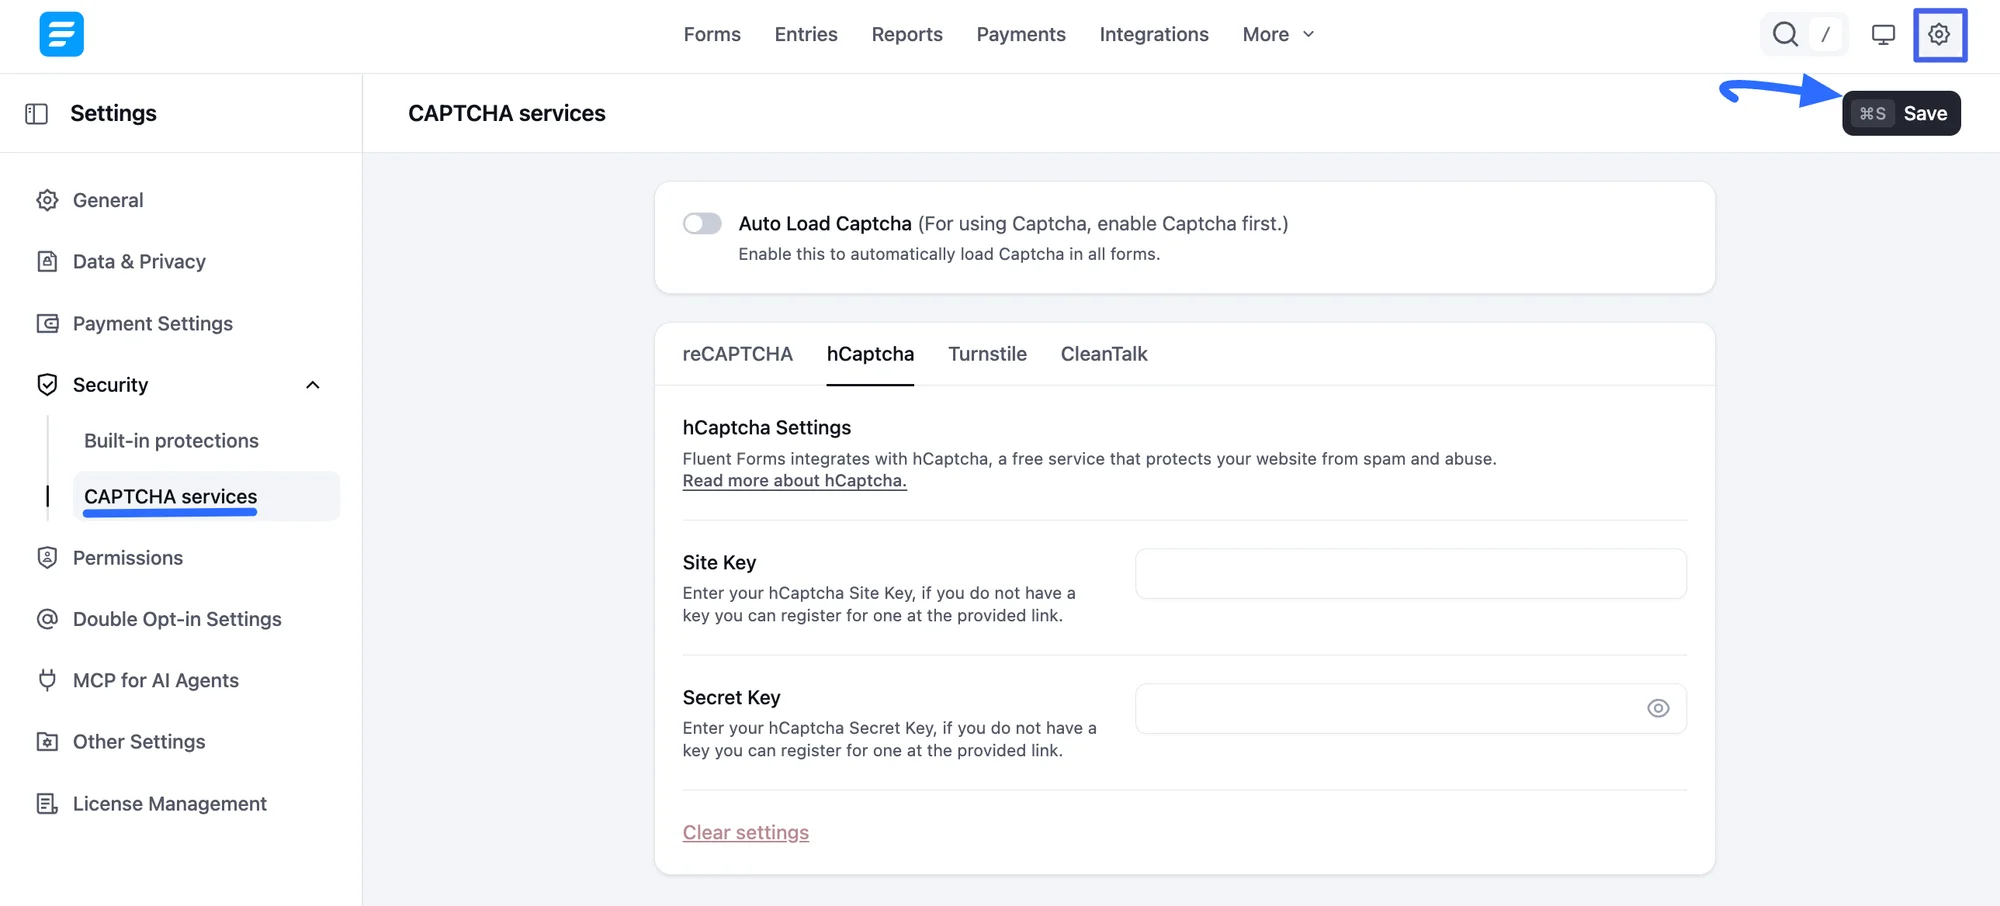 Forms Entries Reports Payments Integrations More /
Settings
CAPTCHA services
⌘S Save
General
Data & Privacy
Payment Settings
Security
Built-in protections
CAPTCHA services
Permissions
Double Opt-in Settings
MCP for AI Agents
Other Settings
License Management
Auto Load Captcha (For using Captcha, enable Captcha first.)
Enable this to automatically load Captcha in all forms.
reCAPTCHA hCaptcha Turnstile CleanTalk
hCaptcha Settings
Fluent Forms integrates with hCaptcha, a free service that protects your website from spam and abuse.
Read more about hCaptcha.
Site Key
Enter your hCaptcha Site Key, if you do not have a
key you can register for one at the provided link.
Secret Key
Enter your hCaptcha Secret Key, if you do not have a
key you can register for one at the provided link.
Clear settings